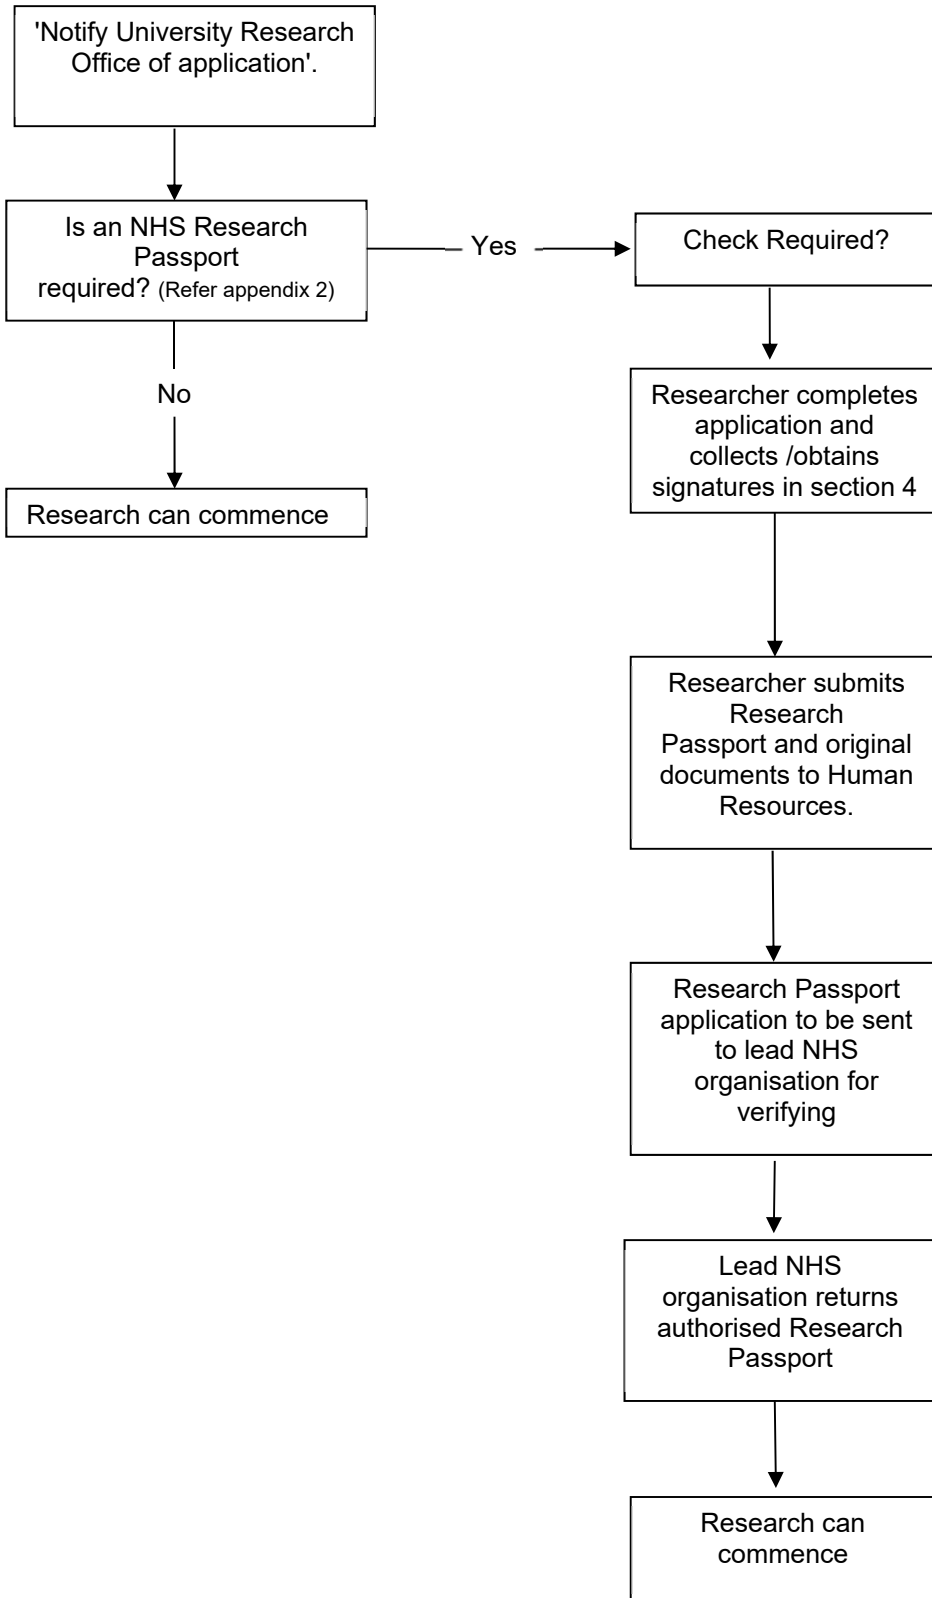 'Notify University Research
Office of application'.
Is an NHS Research
Passport
required? (Refer appendix 2)
Yes
Check Required?
No
Research can commence
Researcher completes
application and
collects /obtains
signatures in section 4
Researcher submits
Research
Passport and original
documents to Human
Resources.
Research Passport
application to be sent
to lead NHS
organisation for
verifying
Lead NHS
organisation returns
authorised Research
Passport
Research can
commence